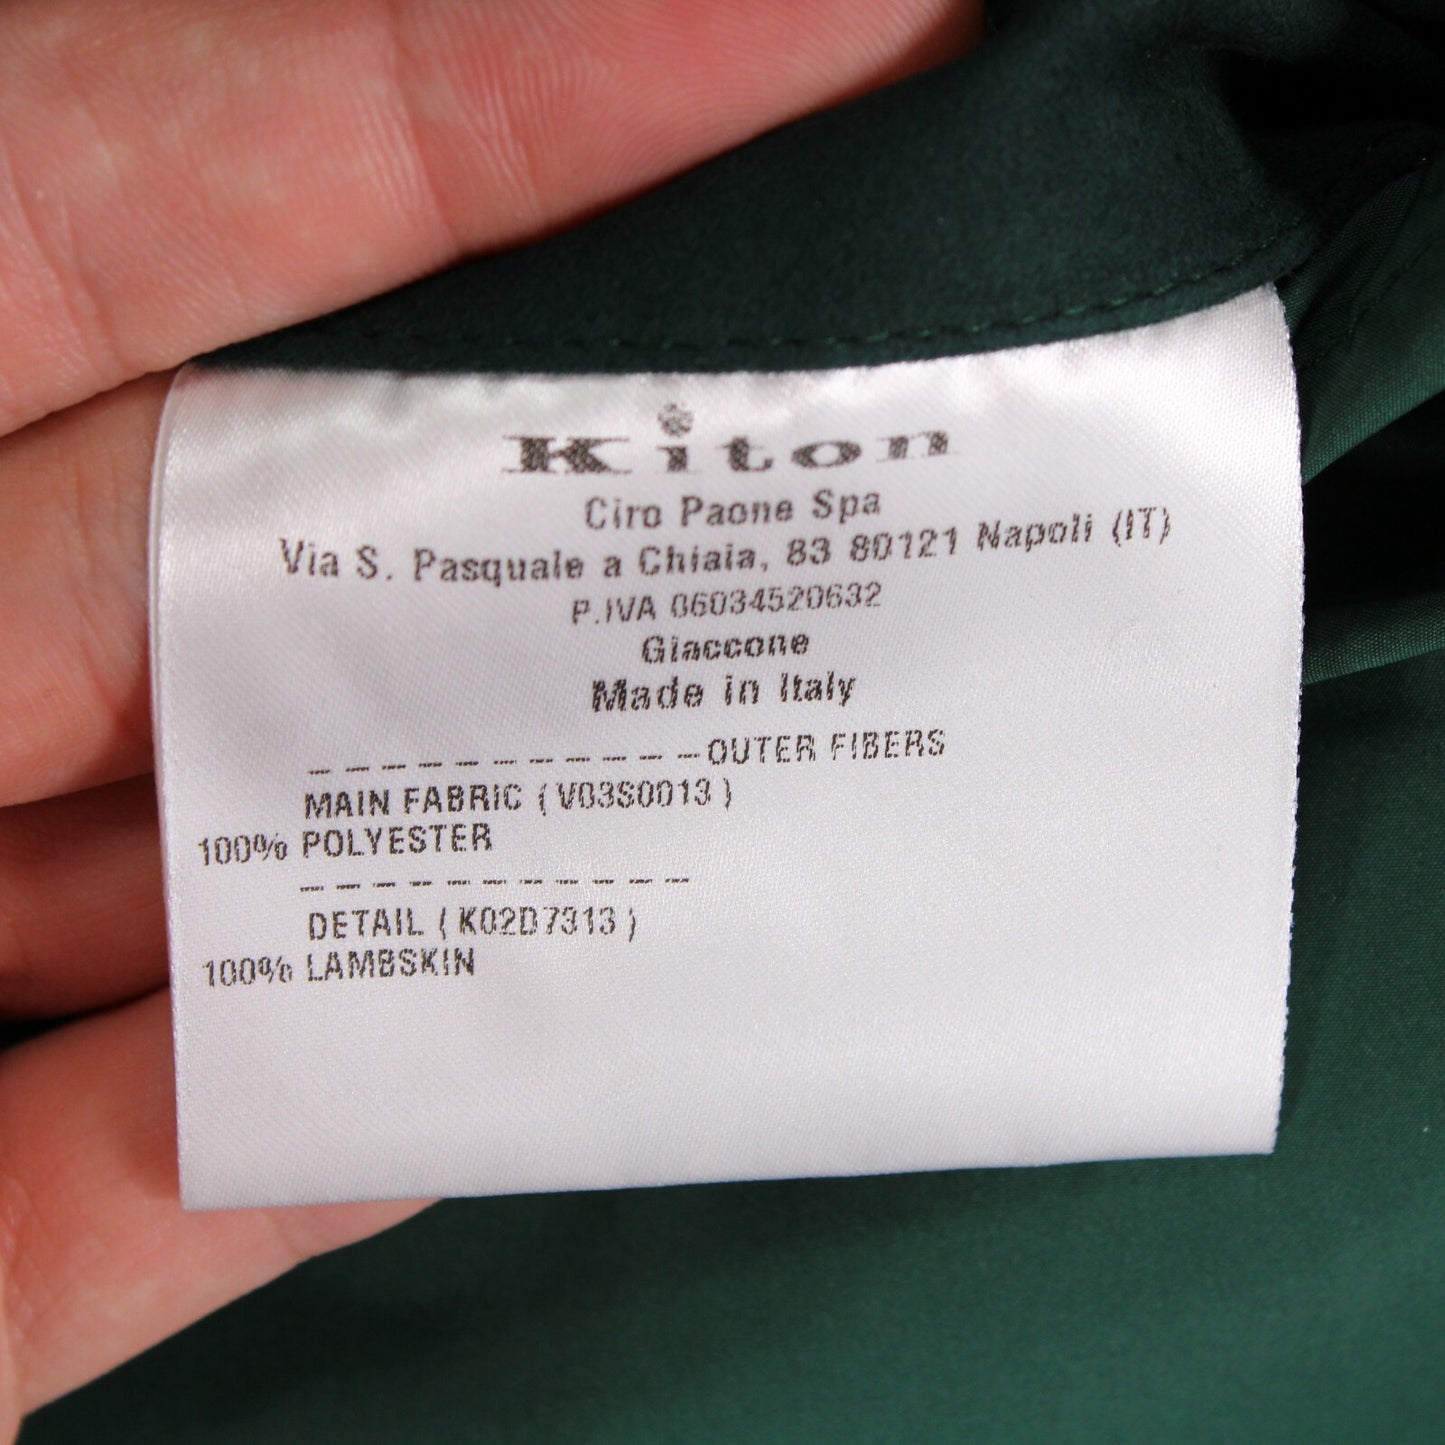 Kiton
Ciro Paone Spa
Via S. Pasquale a Chiaia, 83 80121 Napoli (IT)
P.IVA 06034520632
Giaccone
Made in Italy
_ _ _ _ _ _ _ _ _ _ _OUTER FIBERS
MAIN FABRIC ( V03S0013 )
100% POLYESTER
_ _ _ _ _ _ _ _ _ _ _
DETAIL ( K02D7313 )
100% LAMBSKIN